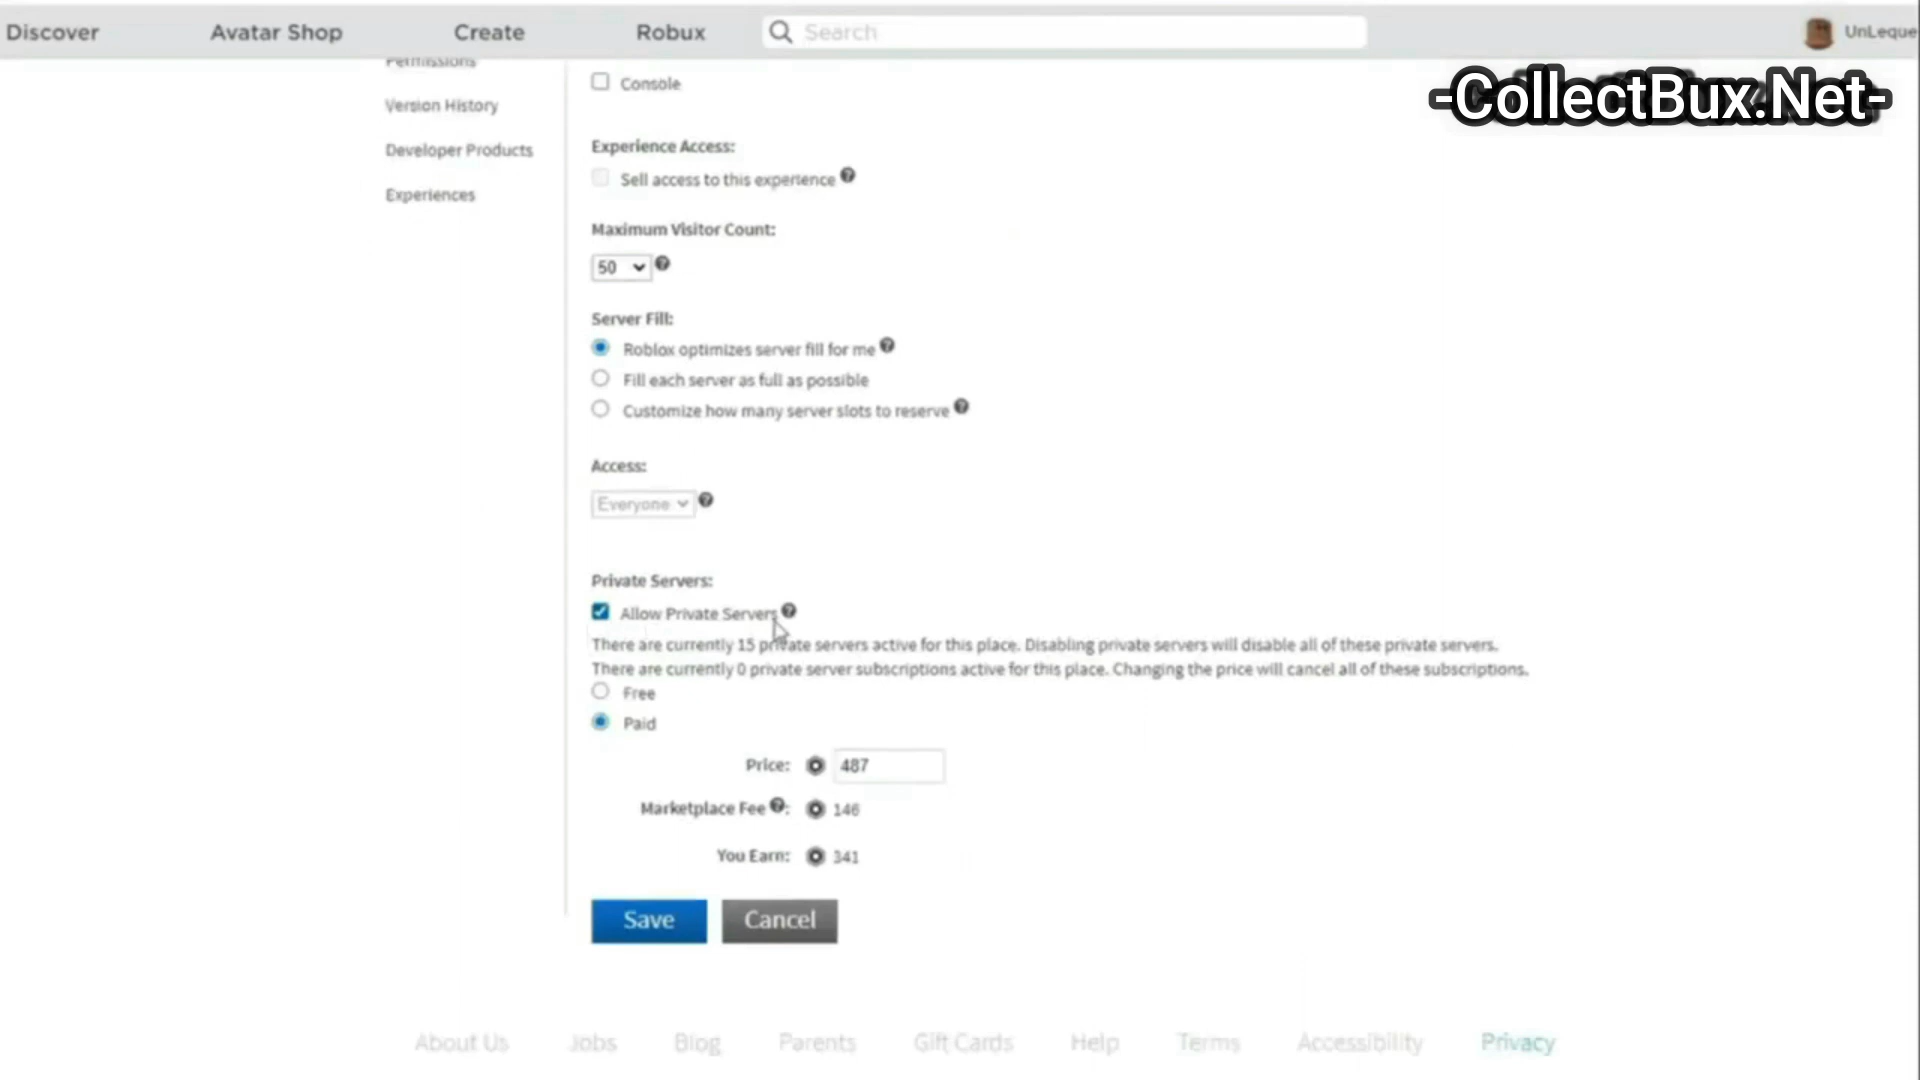 Discover
Avatar Shop
Create
Robux
Search
UnLeque
-CollectBux.Net-
Permissions
Version History
Developer Products
Experiences
Console
Experience Access:
Sell access to this experience
Maximum Visitor Count:
50
Server Fill:
Roblox optimizes server fill for me
Fill each server as full as possible
Customize how many server slots to reserve
Access:
Everyone
Private Servers:
Allow Private Servers
There are currently 15 private servers active for this place. Disabling private servers will disable all of these private servers.
There are currently 0 private server subscriptions active for this place. Changing the price will cancel all of these subscriptions.
Free
Paid
Price: 487
Marketplace Fee : 146
You Earn: 341
Save
Cancel
About Us
Jobs
Blog
Parents
Gift Cards
Help
Terms
Accessibility
Privacy